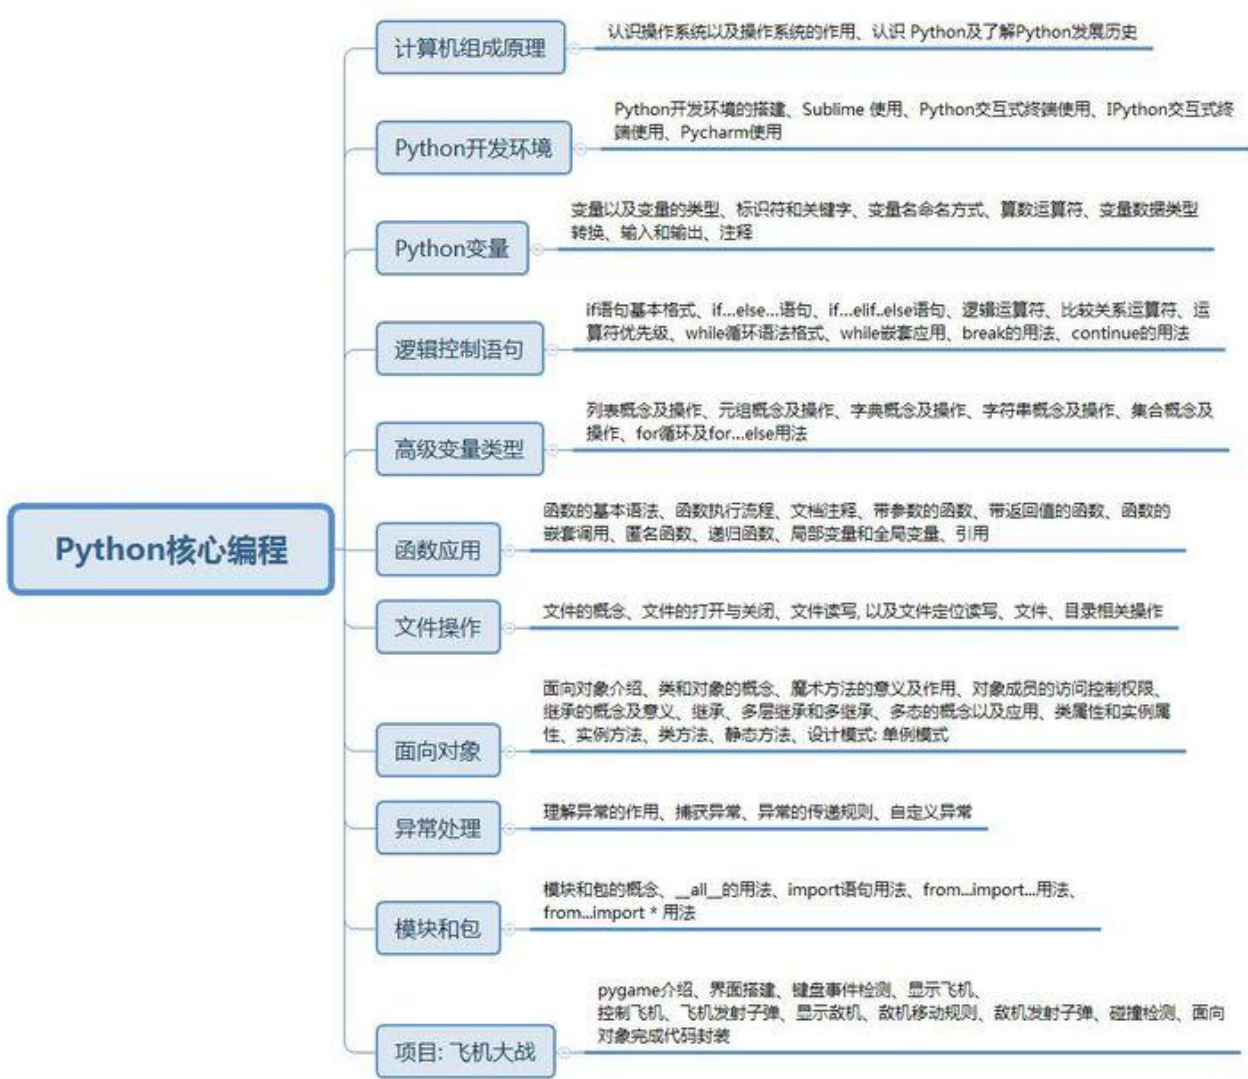 计算机组成原理
认识操作系统以及操作系统的作用、认识 Python及了解Python发展历史
Python开发环境
Python开发环境的搭建、Sublime 使用、Python交互式终端使用、IPython交互式终
端使用、Pycharm使用
Python变量
变量以及变量的类型、标识符和关键字、变量名命名方式、算数运算符、变量数据类型
转换、输入和输出、注释
逻辑控制语句
if语句基本格式、if...else...语句、if...elif..else语句、逻辑运算符、比较关系运算符、运
算符优先级、while循环语法格式、while嵌套应用、break的用法、continue的用法
高级变量类型
列表概念及操作、元组概念及操作、字典概念及操作、字符串概念及操作、集合概念及
操作、for循环及for...else用法
Python核心编程
函数应用
函数的基本语法、函数执行流程、文档注释、带参数的函数、带返回值的函数、函数的
嵌套调用、匿名函数、递归函数、局部变量和全局变量、引用
文件操作
文件的概念、文件的打开与关闭、文件读写, 以及文件定位读写、文件、目录相关操作
面向对象
面向对象介绍、类和对象的概念、魔术方法的意义及作用、对象成员的访问控制权限、
继承的概念及意义、继承、多层继承和多继承、多态的概念以及应用、类属性和实例属
性、实例方法、类方法、静态方法、设计模式: 单例模式
异常处理
理解异常的作用、捕获异常、异常的传递规则、自定义异常
模块和包
模块和包的概念、__all__的用法、import语句用法、from...import...用法、
from...import * 用法
项目: 飞机大战
pygame介绍、界面搭建、键盘事件检测、显示飞机、
控制飞机、飞机发射子弹、显示敌机、敌机移动规则、敌机发射子弹、碰撞检测、面向
对象完成代码封装